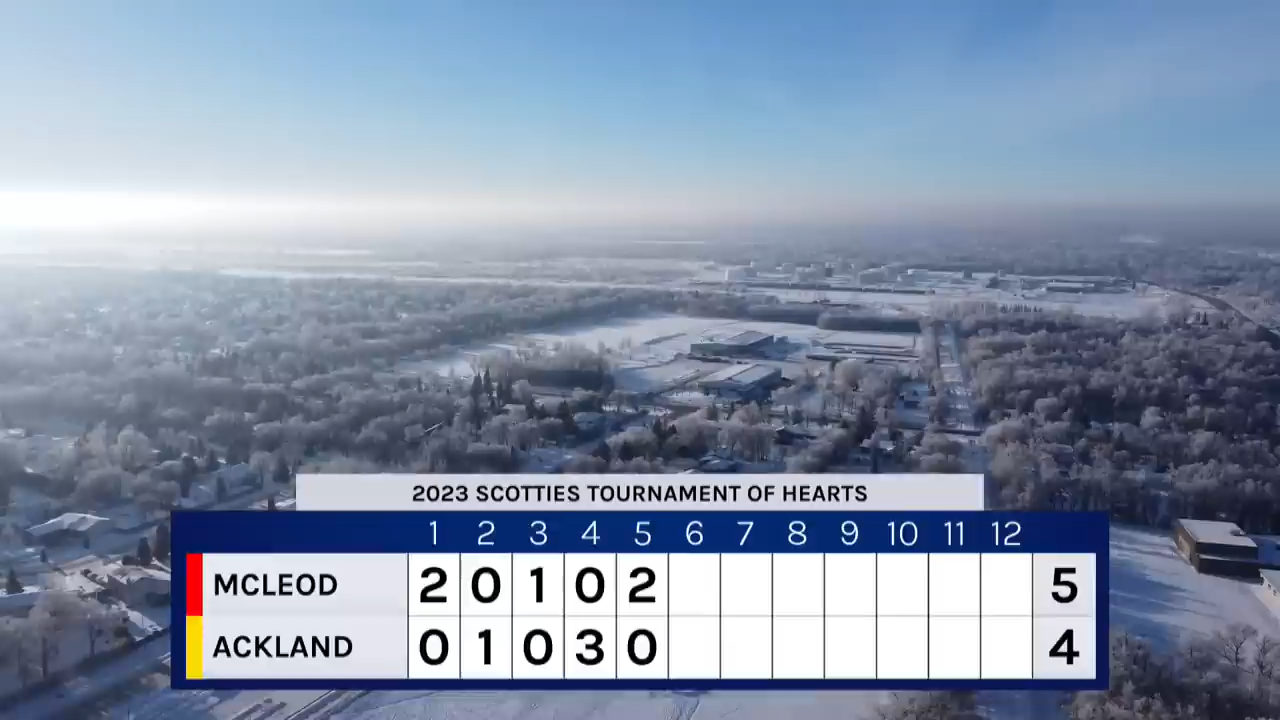 2023 SCOTTIES TOURNAMENT OF HEARTS
1 2 3 4 5 6 7 8 9 10 11 12
MCLEOD 2 0 1 0 2 5
ACKLAND 0 1 0 3 0 4